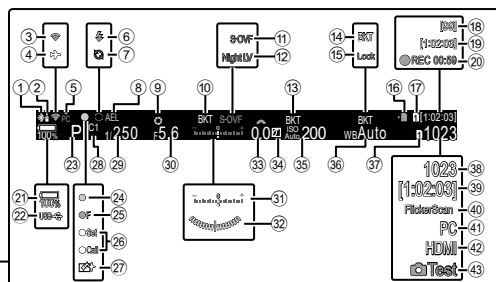 ③ ④ ⑥ ⑦ S-OVF ⑪ Night LV ⑫ ⑭ BKT ⑮ Lock [99] ⑱ [1:02:03] ⑲ REC 00:59 ⑳
① ② ⑤ ⑧ ⑨ ⑩ ⑬ ⑯ ⑰
PC AEL BKT S-OVF BKT BKT [1:02:03]
100% P C1 1/250 F5.6 0.0 ISO Auto 200 WB Auto 1023
㉓ ㉘ ㉙ ㉚ ㉝ ㉞ ㉟ ㊱ ㊲
㉑ 100%
㉒ USB
㉔
F ㉕
Sel
Call ㉖
㉗
㉛
㉜
1023 ㊳
[1:02:03] ㊴
FlickerScan ㊵
PC ㊶
HDMI ㊷
Test ㊸